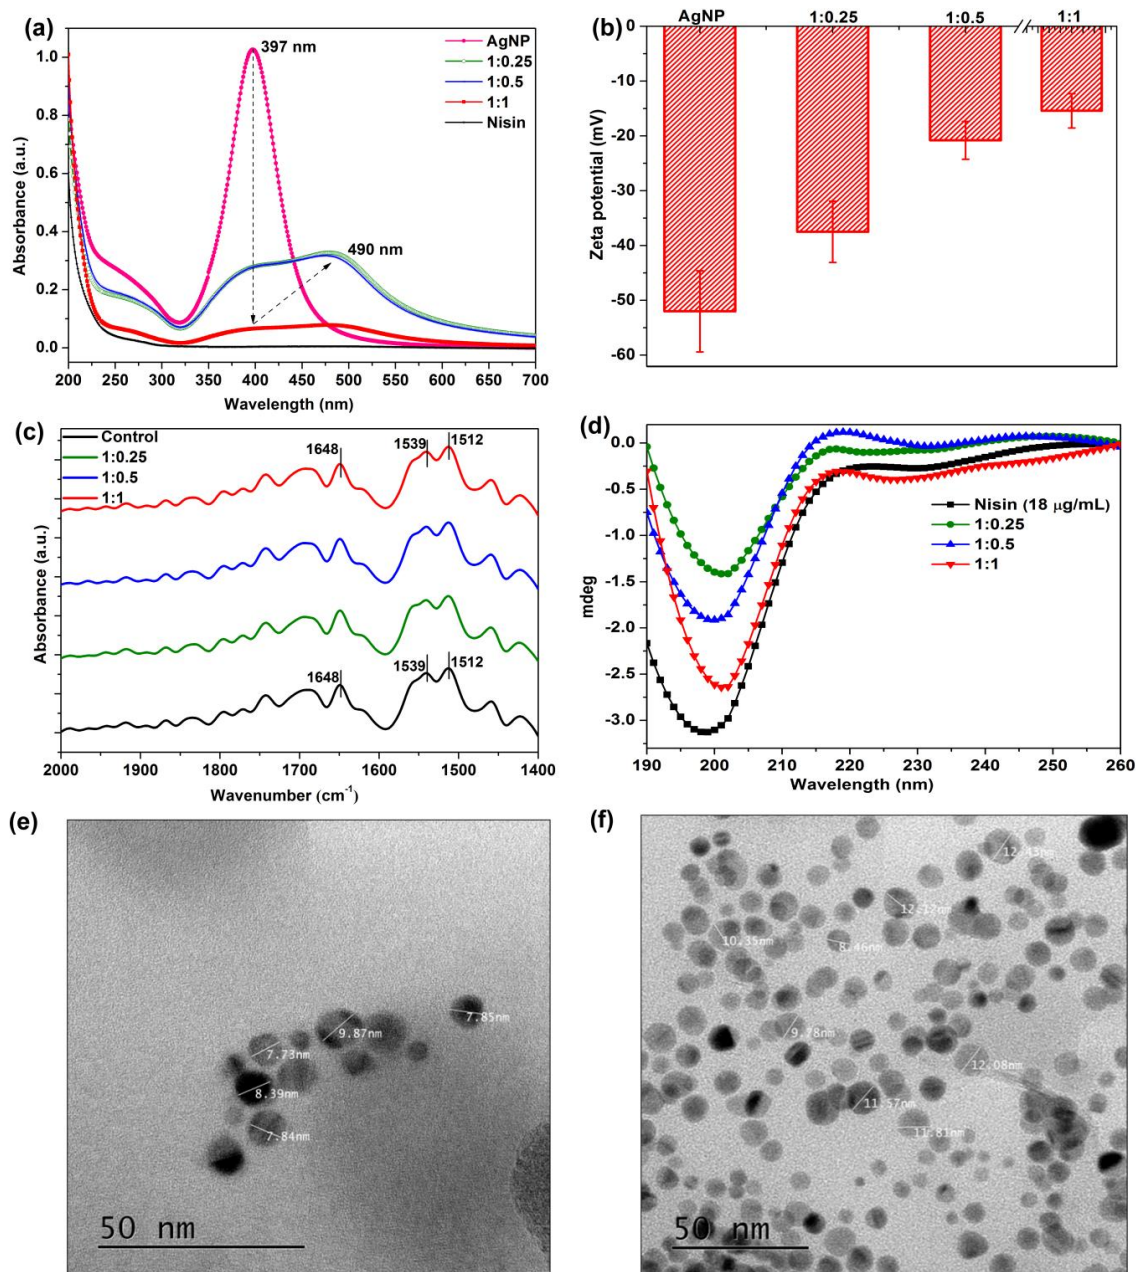 (a)
397 nm
490 nm
AgNP
1:0.25
1:0.5
1:1
Nisin
Absorbance (a.u.)
1.0
0.8
0.6
0.4
0.2
0.0
200 250 300 350 400 450 500 550 600 650 700
Wavelength (nm)
(b)
AgNP 1:0.25 1:0.5 1:1
Zeta potential (mV)
0
-10
-20
-30
-40
-50
-60
(c)
Control
1:0.25
1:0.5
1:1
1648
1539
1512
1648
1539
1512
Absorbance (a.u.)
2000 1900 1800 1700 1600 1500 1400
Wavenumber (cm⁻¹)
(d)
mdeg
0.0
-0.5
-1.0
-1.5
-2.0
-2.5
-3.0
Nisin (18 μg/mL)
1:0.25
1:0.5
1:1
190 200 210 220 230 240 250 260
Wavelength (nm)
(e)
7.85nm
9.87nm
7.73nm
8.39nm
7.84nm
50 nm
(f)
12.12nm
10.35nm
8.46nm
9.28nm
12.08nm
11.57nm
11.81nm
50 nm